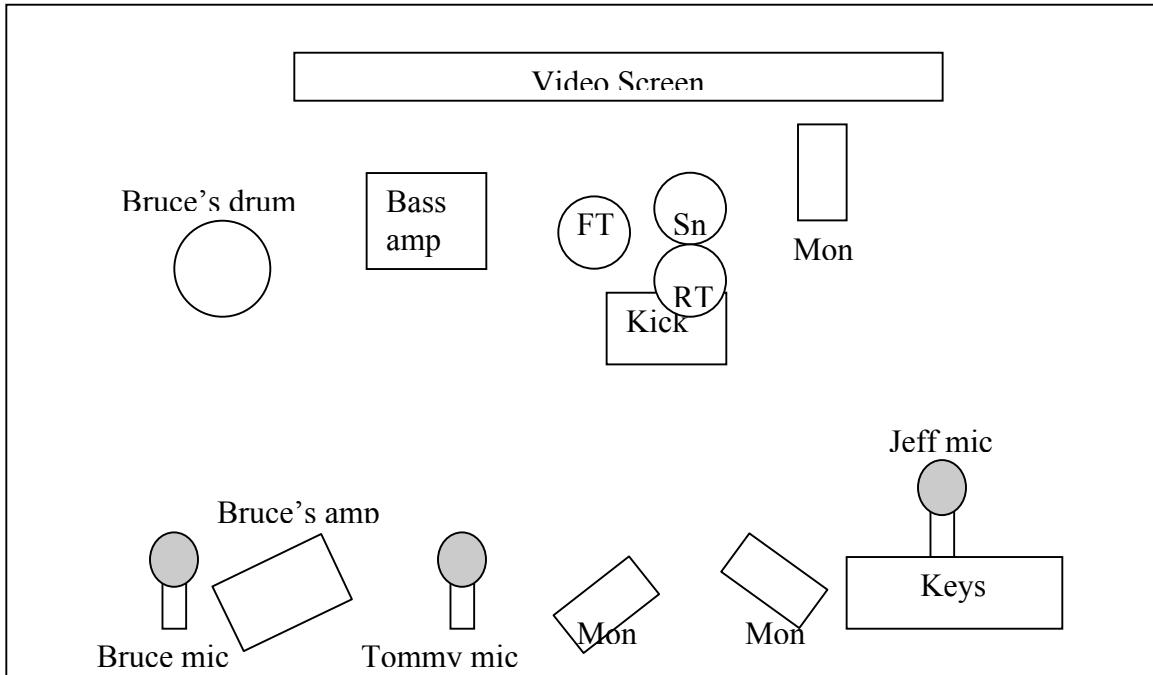 Video Screen
Bruce's drum
Bass
amp
FT
Sn
Mon
RT
Kick
Jeff mic
Bruce's amp
Keys
Mon
Mon
Bruce mic
Tommy mic